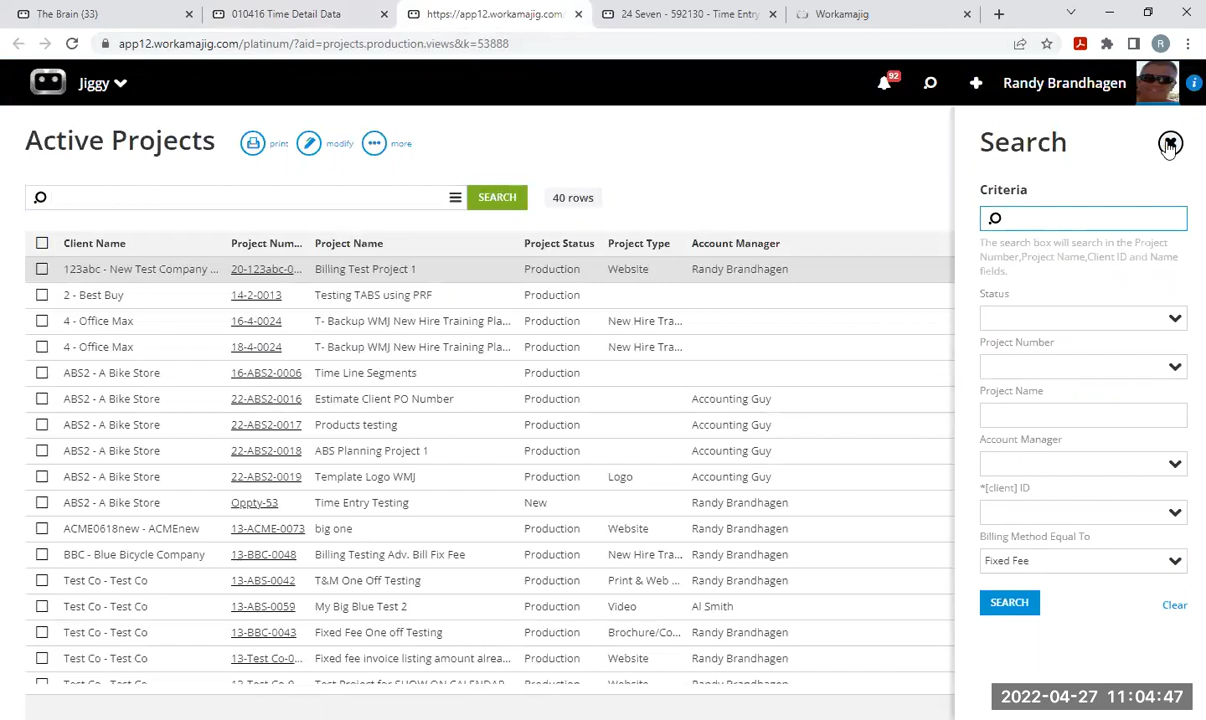 The Brain (33)
010416 Time Detail Data
https://app12.workamajig.co
24 Seven - 592130 - Time Entry
Workamajig
app12.workamajig.com/platinum/?aid=projects.production.views&k=53888
R
Jiggy
92
Randy Brandhagen
i
Active Projects
print
modify
more
SEARCH
40 rows
Client Name Project Num... Project Name Project Status Project Type Account Manager
123abc - New Test Company ... 20-123abc-0... Billing Test Project 1 Production Website Randy Brandhagen
2 - Best Buy 14-2-0013 Testing TABS using PRF Production
4 - Office Max 16-4-0024 T- Backup WMJ New Hire Training Pla... Production New Hire Tra...
4 - Office Max 18-4-0024 T- Backup WMJ New Hire Training Pla... Production New Hire Tra...
ABS2 - A Bike Store 16-ABS2-0006 Time Line Segments Production
ABS2 - A Bike Store 22-ABS2-0016 Estimate Client PO Number Production Accounting Guy
ABS2 - A Bike Store 22-ABS2-0017 Products testing Production Accounting Guy
ABS2 - A Bike Store 22-ABS2-0018 ABS Planning Project 1 Production Accounting Guy
ABS2 - A Bike Store 22-ABS2-0019 Template Logo WMJ Production Logo Accounting Guy
ABS2 - A Bike Store Oppty-53 Time Entry Testing New Randy Brandhagen
ACME0618new - ACMEnew 13-ACME-0073 big one Production Website Randy Brandhagen
BBC - Blue Bicycle Company 13-BBC-0048 Billing Testing Adv. Bill Fix Fee Production New Hire Tra... Randy Brandhagen
Test Co - Test Co 13-ABS-0042 T&M One Off Testing Production Print & Web ... Randy Brandhagen
Test Co - Test Co 13-ABS-0059 My Big Blue Test 2 Production Video Al Smith
Test Co - Test Co 13-BBC-0043 Fixed Fee One off Testing Production Brochure/Co... Randy Brandhagen
Test Co - Test Co 13-Test Co-0... Fixed fee invoice listing amount alrea... Production Website Randy Brandhagen
Search
Criteria
The search box will search in the Project
Number,Project Name,Client ID and Name
fields.
Status
Project Number
Project Name
Account Manager
*[client] ID
Billing Method Equal To
Fixed Fee
SEARCH
Clear
2022-04-27 11:04:47